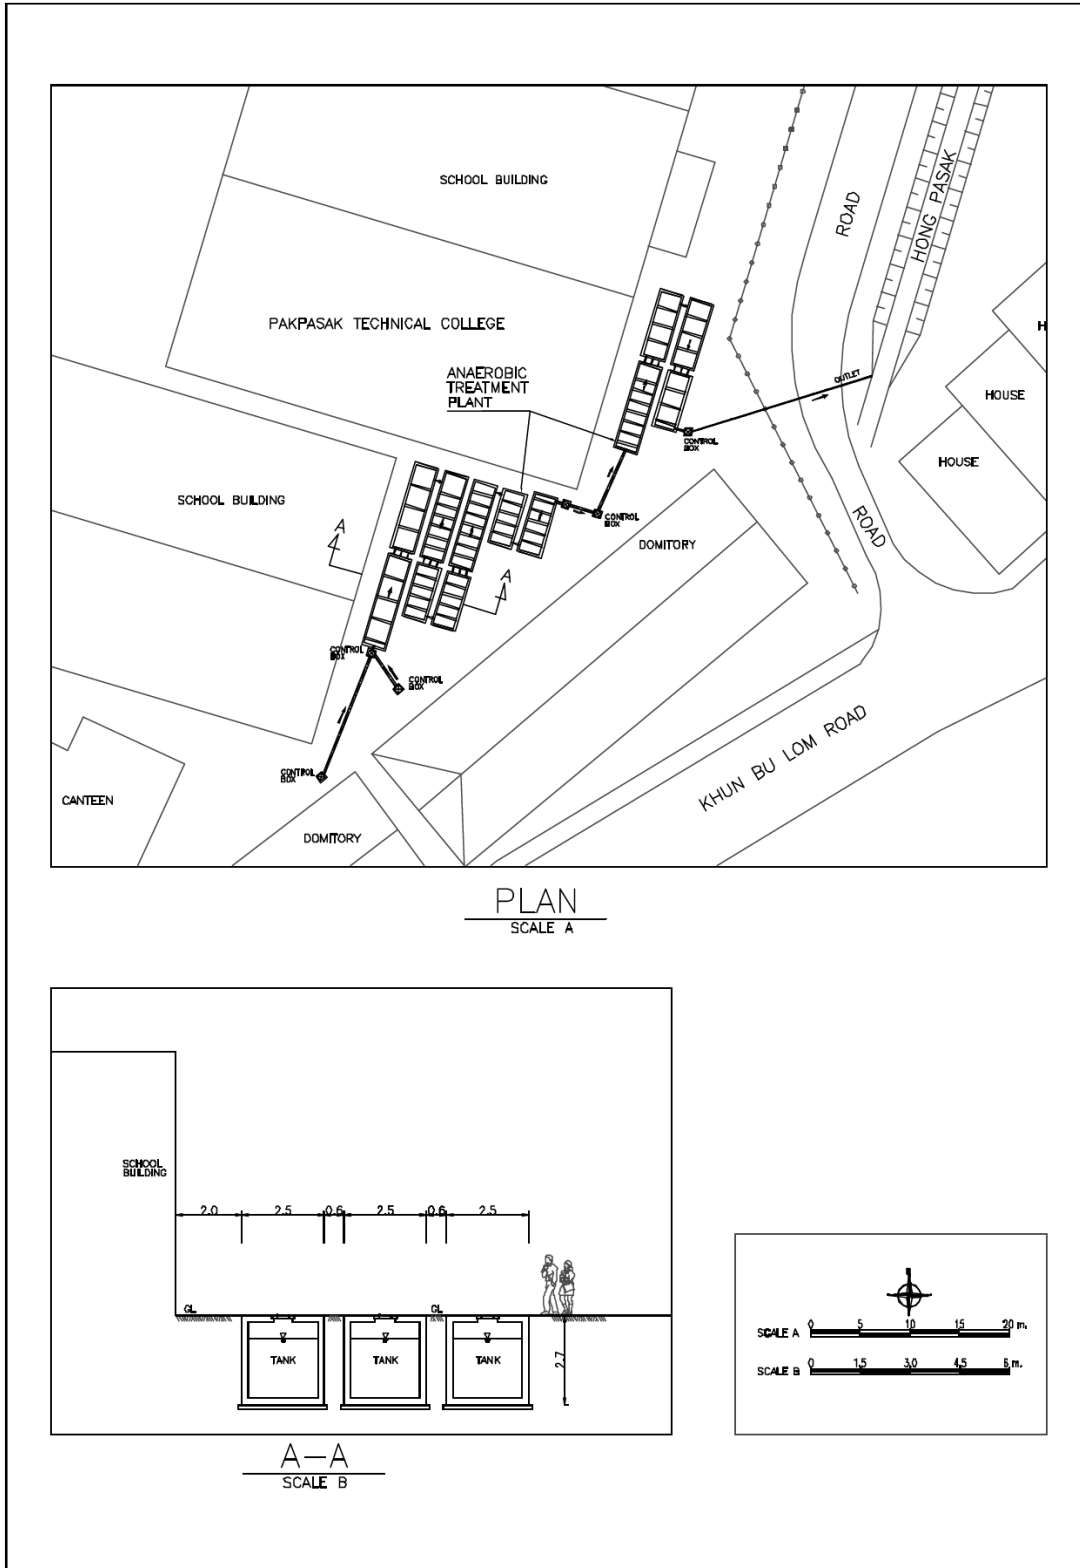 SCHOOL BUILDING
ROAD
HONG PASAK
PAKPASAK TECHNICAL COLLEGE
ANAEROBIC
TREATMENT
PLANT
OUTLET
H
HOUSE
CONTROL
BOX
HOUSE
SCHOOL BUILDING
A
CONTROL
BOX
ROAD
DOMITORY
A
CONTROL
BOX
CONTROL
BOX
KHUN BU LOM ROAD
CONTROL
BOX
CANTEEN
DOMITORY
PLAN
SCALE A
SCHOOL
BUILDING
2.0 2.5 0.6 2.5 0.6 2.5
GL GL
TANK TANK TANK
2.7
A-A
SCALE B
SCALE A 0 5 10 15 20 m.
SCALE B 0 1.5 3.0 4.5 6 m.